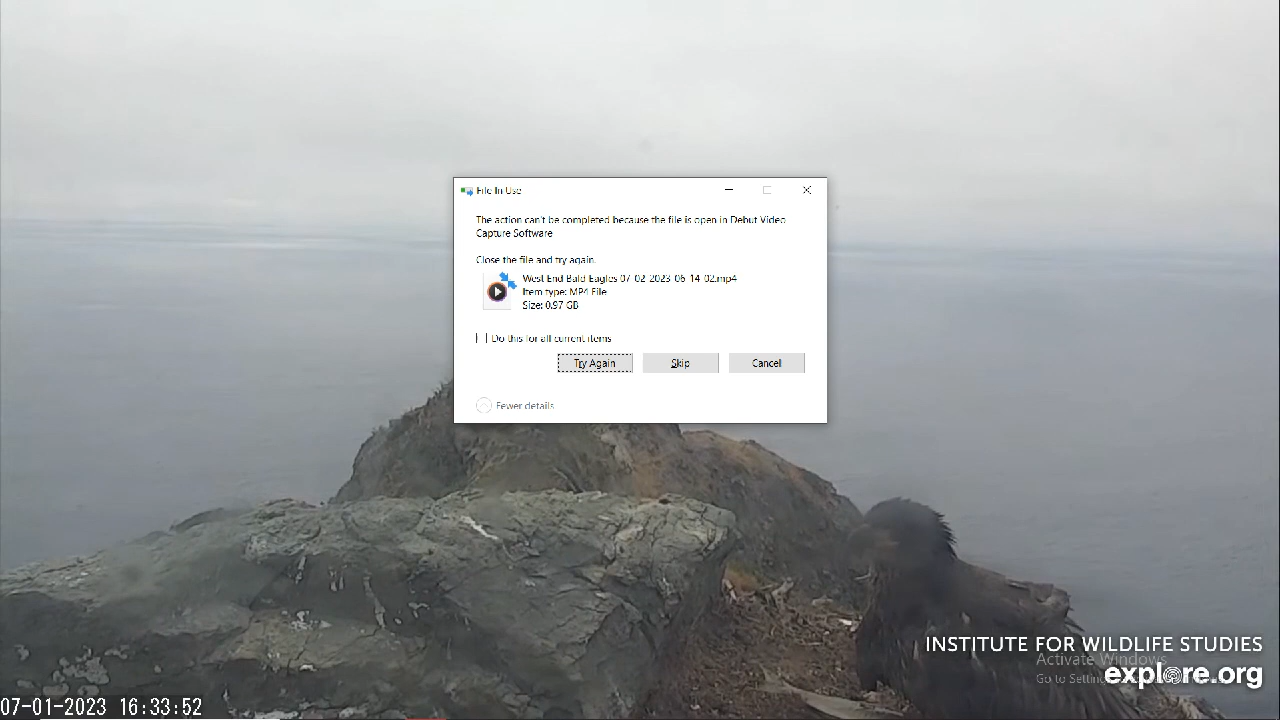 File In Use
The action can't be completed because the file is open in Debut Video
Capture Software
Close the file and try again.
West End Bald Eagles 07-02-2023-06-14-02.mp4
Item type: MP4 File
Size: 0.97 GB
Do this for all current items
Try Again
Skip
Cancel
Fewer details
INSTITUTE FOR WILDLIFE STUDIES
Activate Windows
Go to Setting
explore.org
07-01-2023 16:33:52